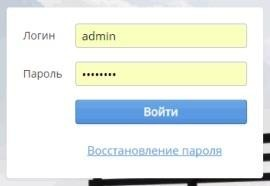 Логин admin
Пароль ••••••••
Войти
Восстановление пароля